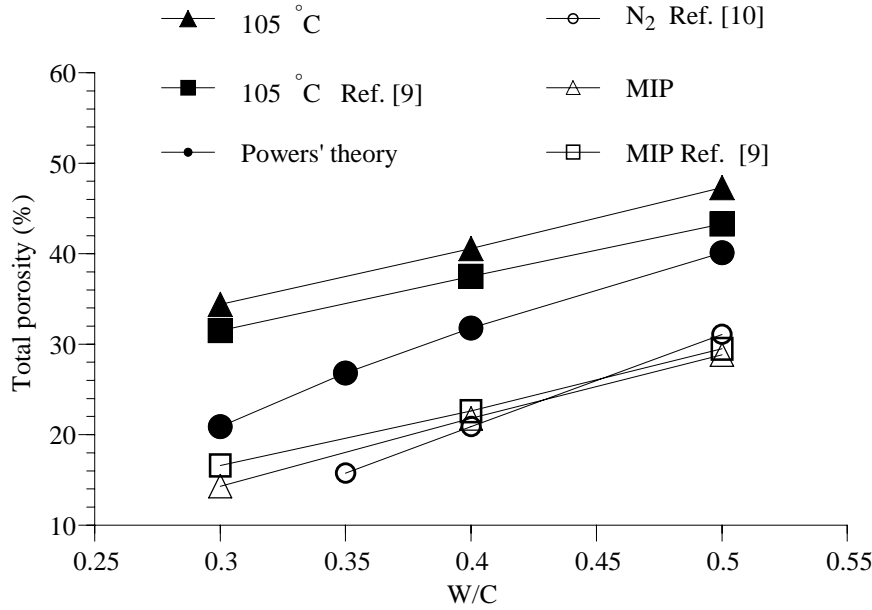 105 °C
N2 Ref. [10]
105 °C Ref. [9]
MIP
Powers' theory
MIP Ref. [9]
Total porosity (%)
60
50
40
30
20
10
0.25
0.3
0.35
0.4
0.45
0.5
0.55
W/C